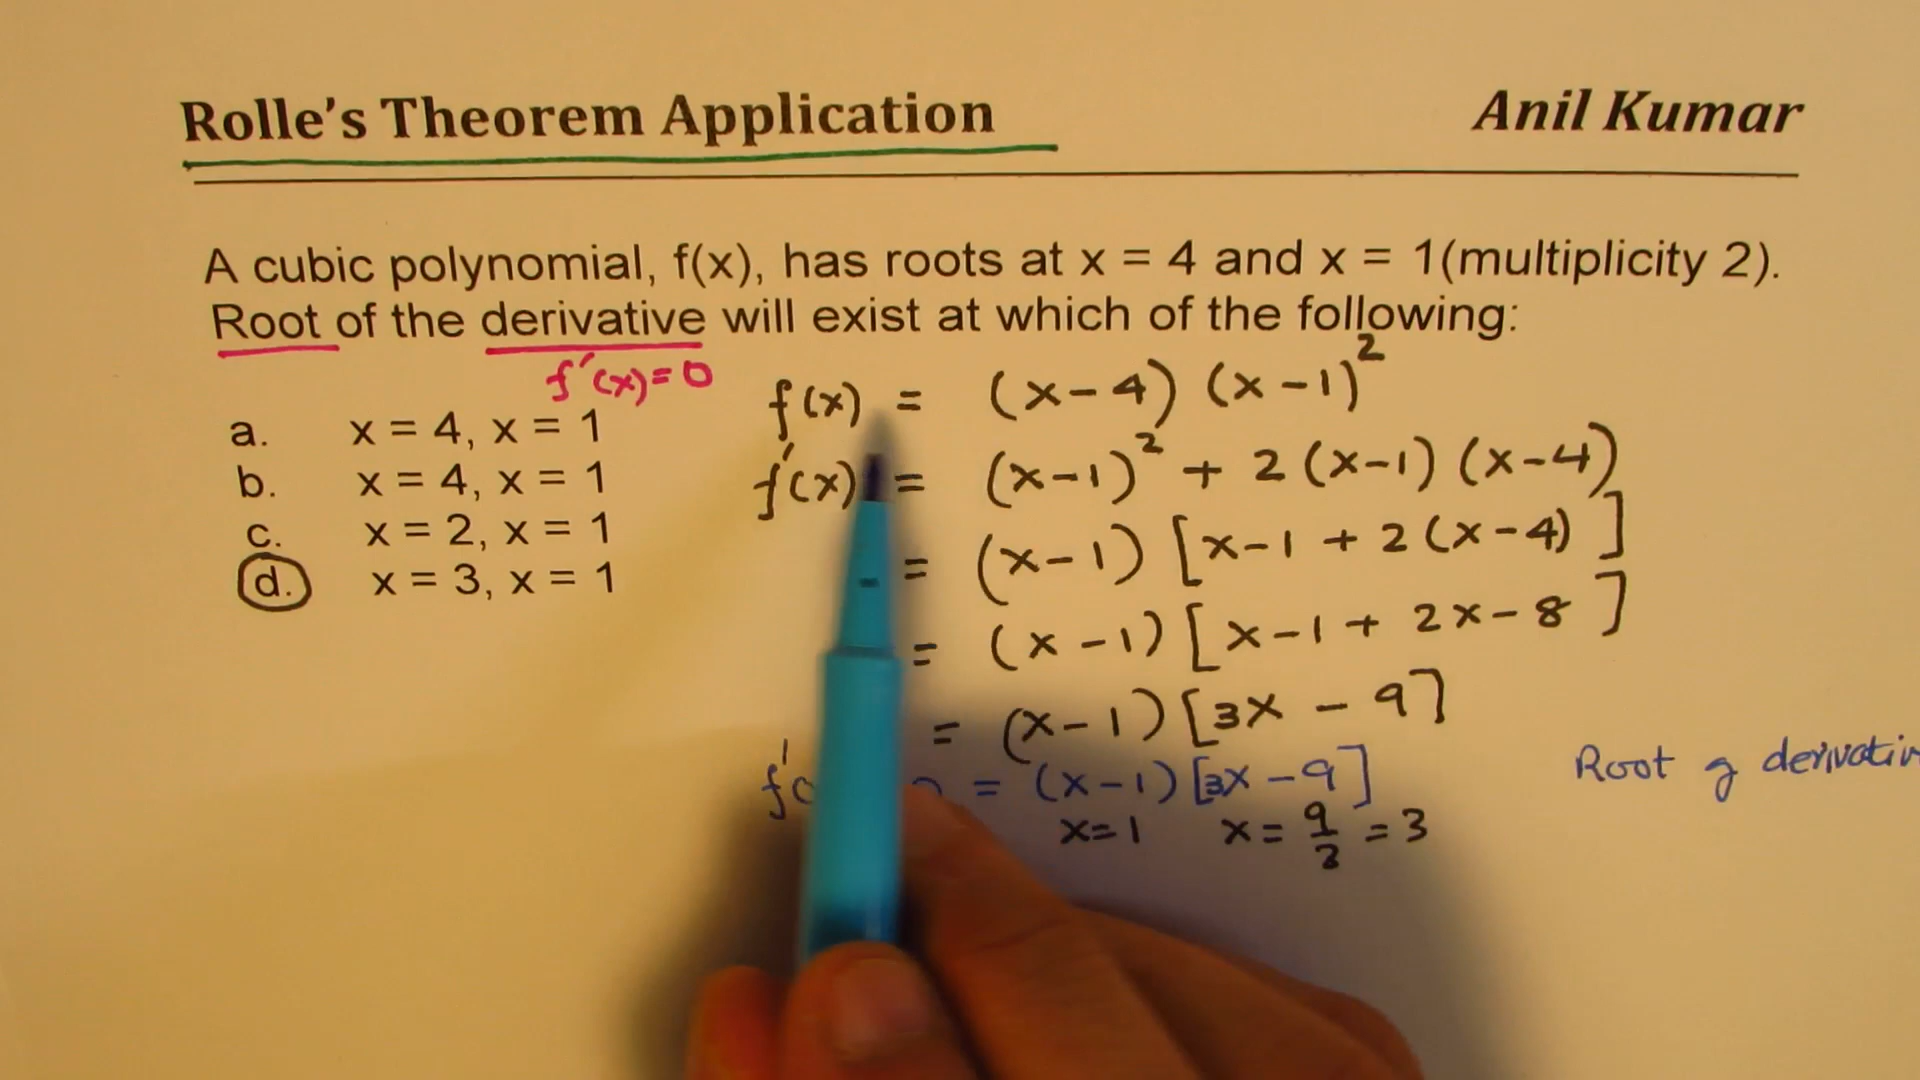 Rolle's Theorem Application
Anil Kumar
A cubic polynomial, f(x), has roots at x = 4 and x = 1(multiplicity 2).
Root of the derivative will exist at which of the following:
f'(x)=0
a. x = 4, x = 1
b. x = 4, x = 1
c. x = 2, x = 1
d. x = 3, x = 1
f(x) = (x-4) (x-1)²
f'(x) = (x-1)² + 2(x-1)(x-4)
= (x-1) [x-1 + 2(x-4)]
= (x-1) [x-1 + 2x-8]
= (x-1) [3x - 9]
= (x-1) [3x-9]
x=1 x = 9/3 = 3
Root of